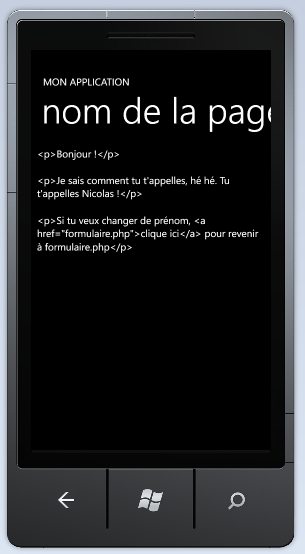 MON APPLICATION
nom de la page
<p>Bonjour !</p>
<p>Je sais comment tu t'appelles, hé hé. Tu
t'appelles Nicolas !</p>
<p>Si tu veux changer de prénom, <a
href="formulaire.php">clique ici</a> pour revenir
à formulaire.php</p>